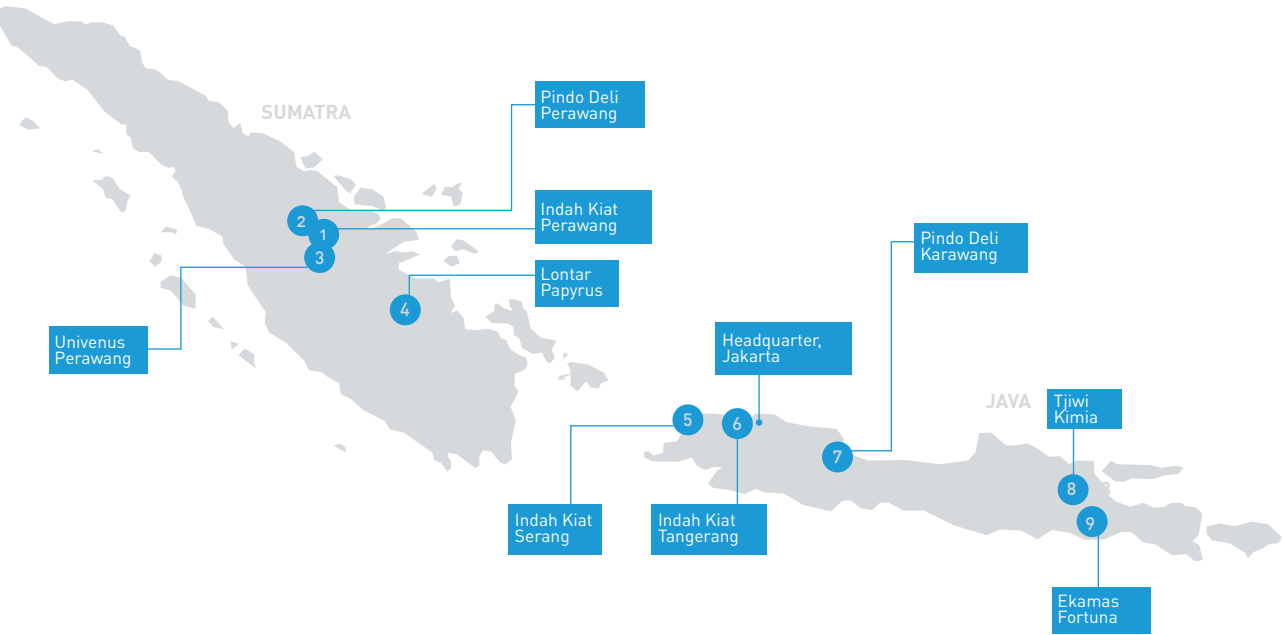 SUMATRA
Pindo Deli
Perawang
2
Indah Kiat
Perawang
1
3
Lontar
Papyrus
4
Univenus
Perawang
Pindo Deli
Karawang
Headquarter,
Jakarta
JAVA
Tjiwi
Kimia
5
6
7
8
9
Indah Kiat
Serang
Indah Kiat
Tangerang
Ekamas
Fortuna